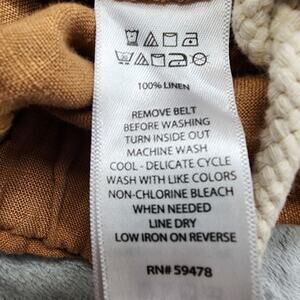 100% LINEN
REMOVE BELT
BEFORE WASHING
TURN INSIDE OUT
MACHINE WASH
COOL - DELICATE CYCLE
WASH WITH LIKE COLORS
NON-CHLORINE BLEACH
WHEN NEEDED
LINE DRY
LOW IRON ON REVERSE
RN# 59478